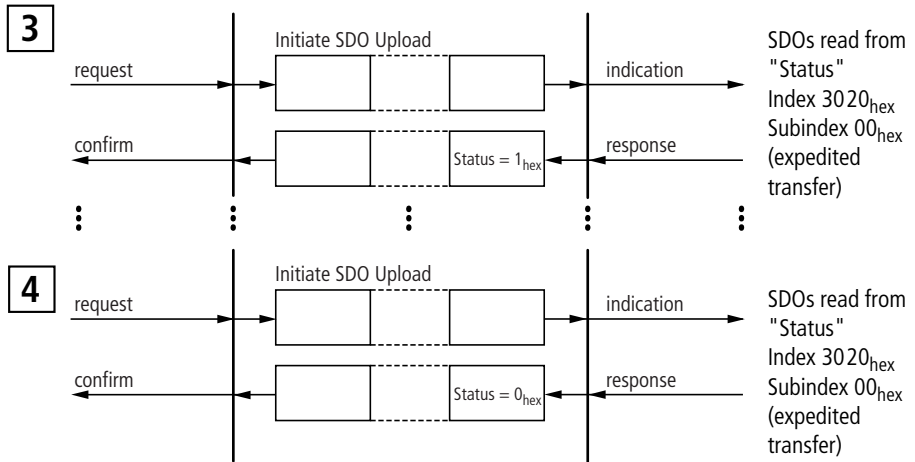 3
Initiate SDO Upload
request
indication
confirm
Status = 1hex
response
SDOs read from
"Status"
Index 3020hex
Subindex 00hex
(expedited
transfer)
4
Initiate SDO Upload
request
indication
confirm
Status = 0hex
response
SDOs read from
"Status"
Index 3020hex
Subindex 00hex
(expedited
transfer)